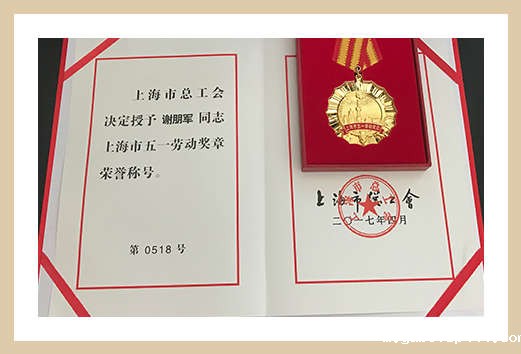 上海市总工会
决定授予 谢朋军 同志
上海市五一劳动奖章
荣誉称号。
第 0518 号
上海市總工會
二〇一七年四月